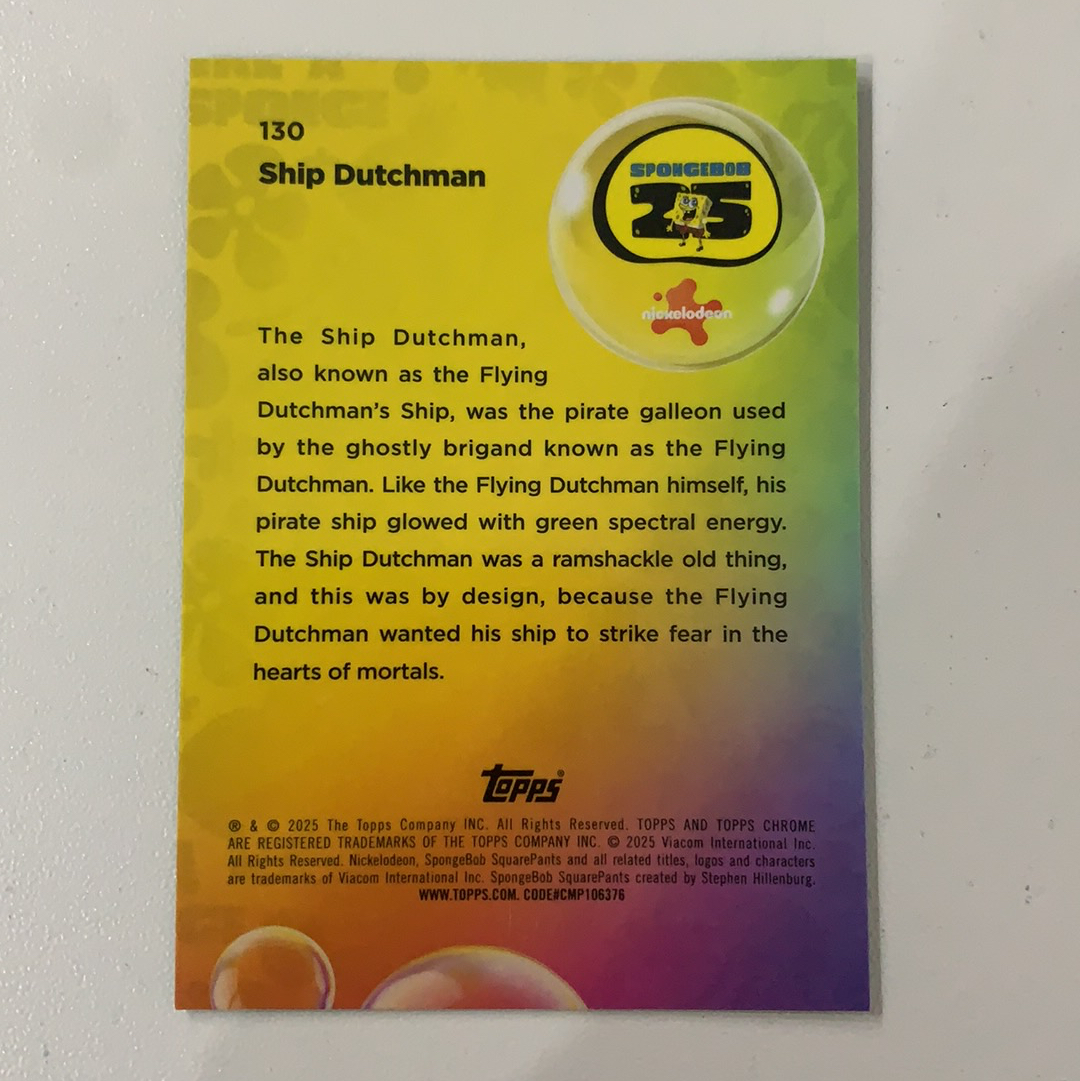 130
Ship Dutchman
SPONGEBOB
25
nickelodeon
The Ship Dutchman,
also known as the Flying
Dutchman's Ship, was the pirate galleon used
by the ghostly brigand known as the Flying
Dutchman. Like the Flying Dutchman himself, his
pirate ship glowed with green spectral energy.
The Ship Dutchman was a ramshackle old thing,
and this was by design, because the Flying
Dutchman wanted his ship to strike fear in the
hearts of mortals.
Topps®
® & © 2025 The Topps Company INC. All Rights Reserved. TOPPS AND TOPPS CHROME
ARE REGISTERED TRADEMARKS OF THE TOPPS COMPANY INC. © 2025 Viacom International Inc.
All Rights Reserved. Nickelodeon, SpongeBob SquarePants and all related titles, logos and characters
are trademarks of Viacom International Inc. SpongeBob SquarePants created by Stephen Hillenburg.
WWW.TOPPS.COM. CODE#CMP106376